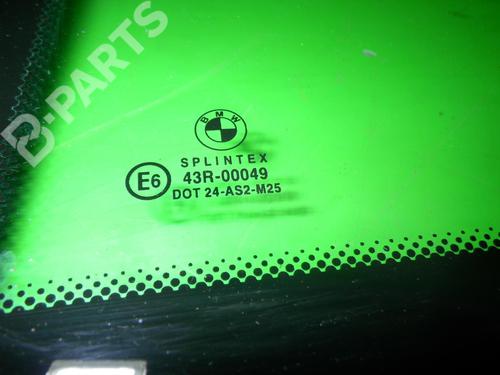 B-PARTS
BMW
SPLINTEX
E6
43R-00049
DOT 24-AS2-M25